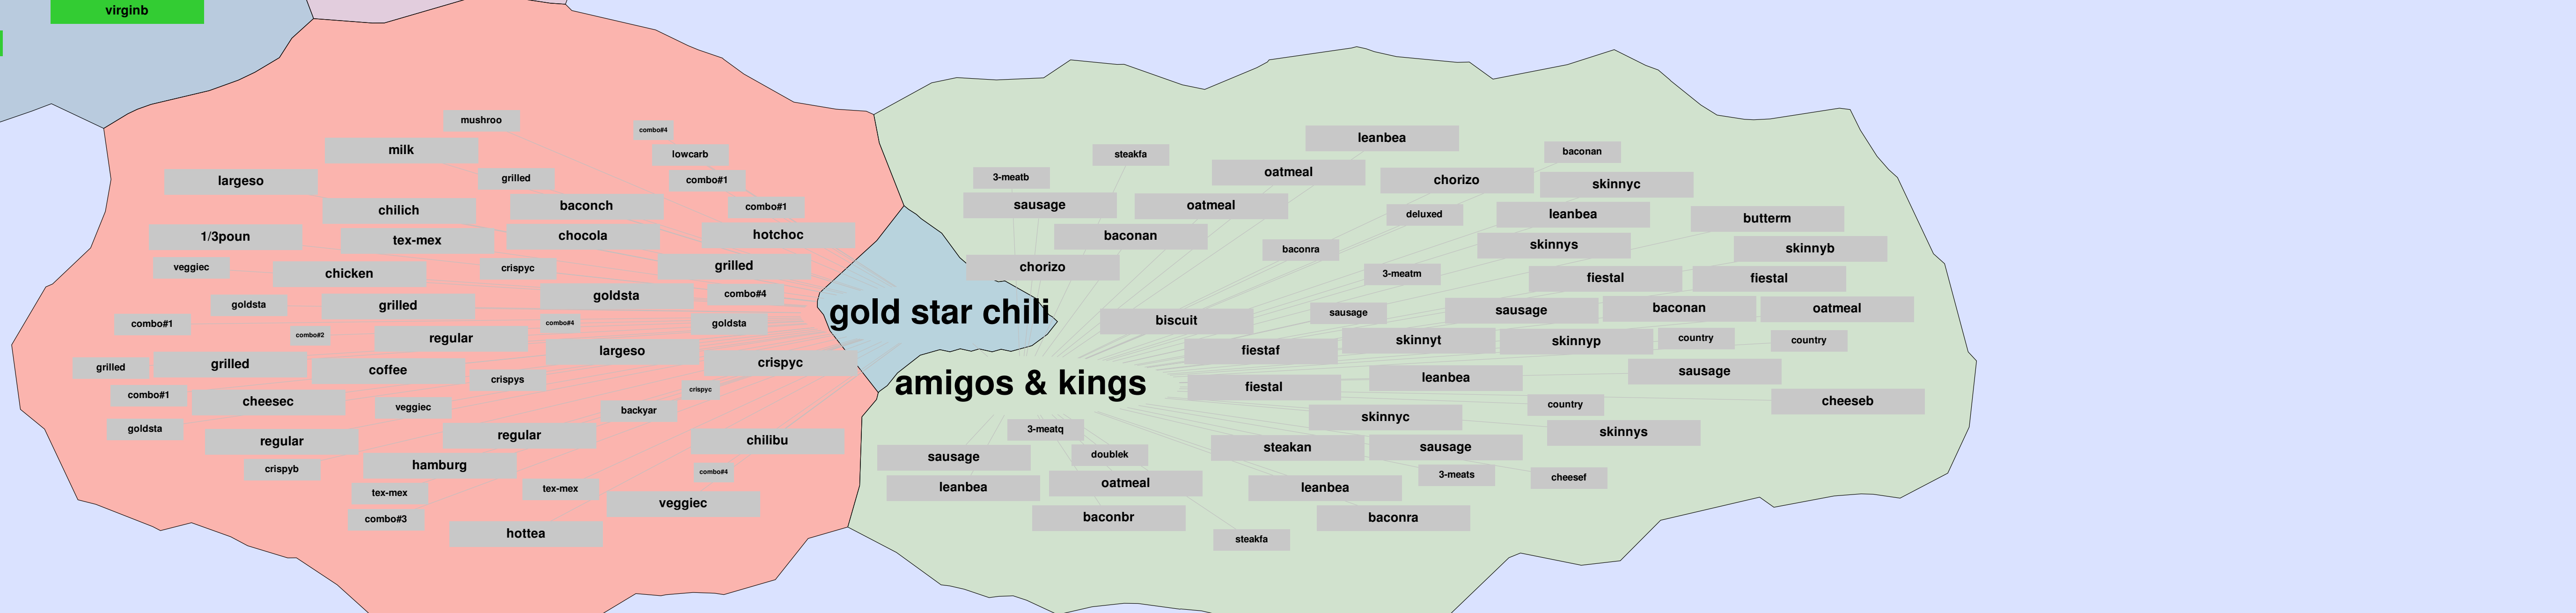 virginb
mushroo
combo#4
milk
lowcarb
largeso
grilled
combo#1
chilich
baconch
combo#1
1/3poun
tex-mex
chocola
hotchoc
veggiec
chicken
crispyc
grilled
goldsta
grilled
goldsta
combo#4
combo#1
combo#2
regular
combo#4
goldsta
grilled
grilled
coffee
largeso
crispyc
combo#1
cheesec
crispys
crispyc
veggiec
backyar
goldsta
regular
regular
chilibu
crispyb
hamburg
combo#4
tex-mex
tex-mex
veggiec
combo#3
hottea
gold star chili
amigos & kings
leanbea
steakfa
baconan
3-meatb
oatmeal
chorizo
skinnyc
sausage
oatmeal
deluxed
leanbea
butterm
baconan
baconra
skinnys
skinnyb
chorizo
3-meatm
fiestal
fiestal
biscuit
sausage
sausage
baconan
oatmeal
fiestaf
skinnyt
skinnyp
country
country
fiestal
leanbea
sausage
skinnyc
country
cheeseb
3-meatq
skinnys
sausage
doublek
steakan
sausage
leanbea
oatmeal
leanbea
3-meats
cheesef
baconbr
baconra
steakfa